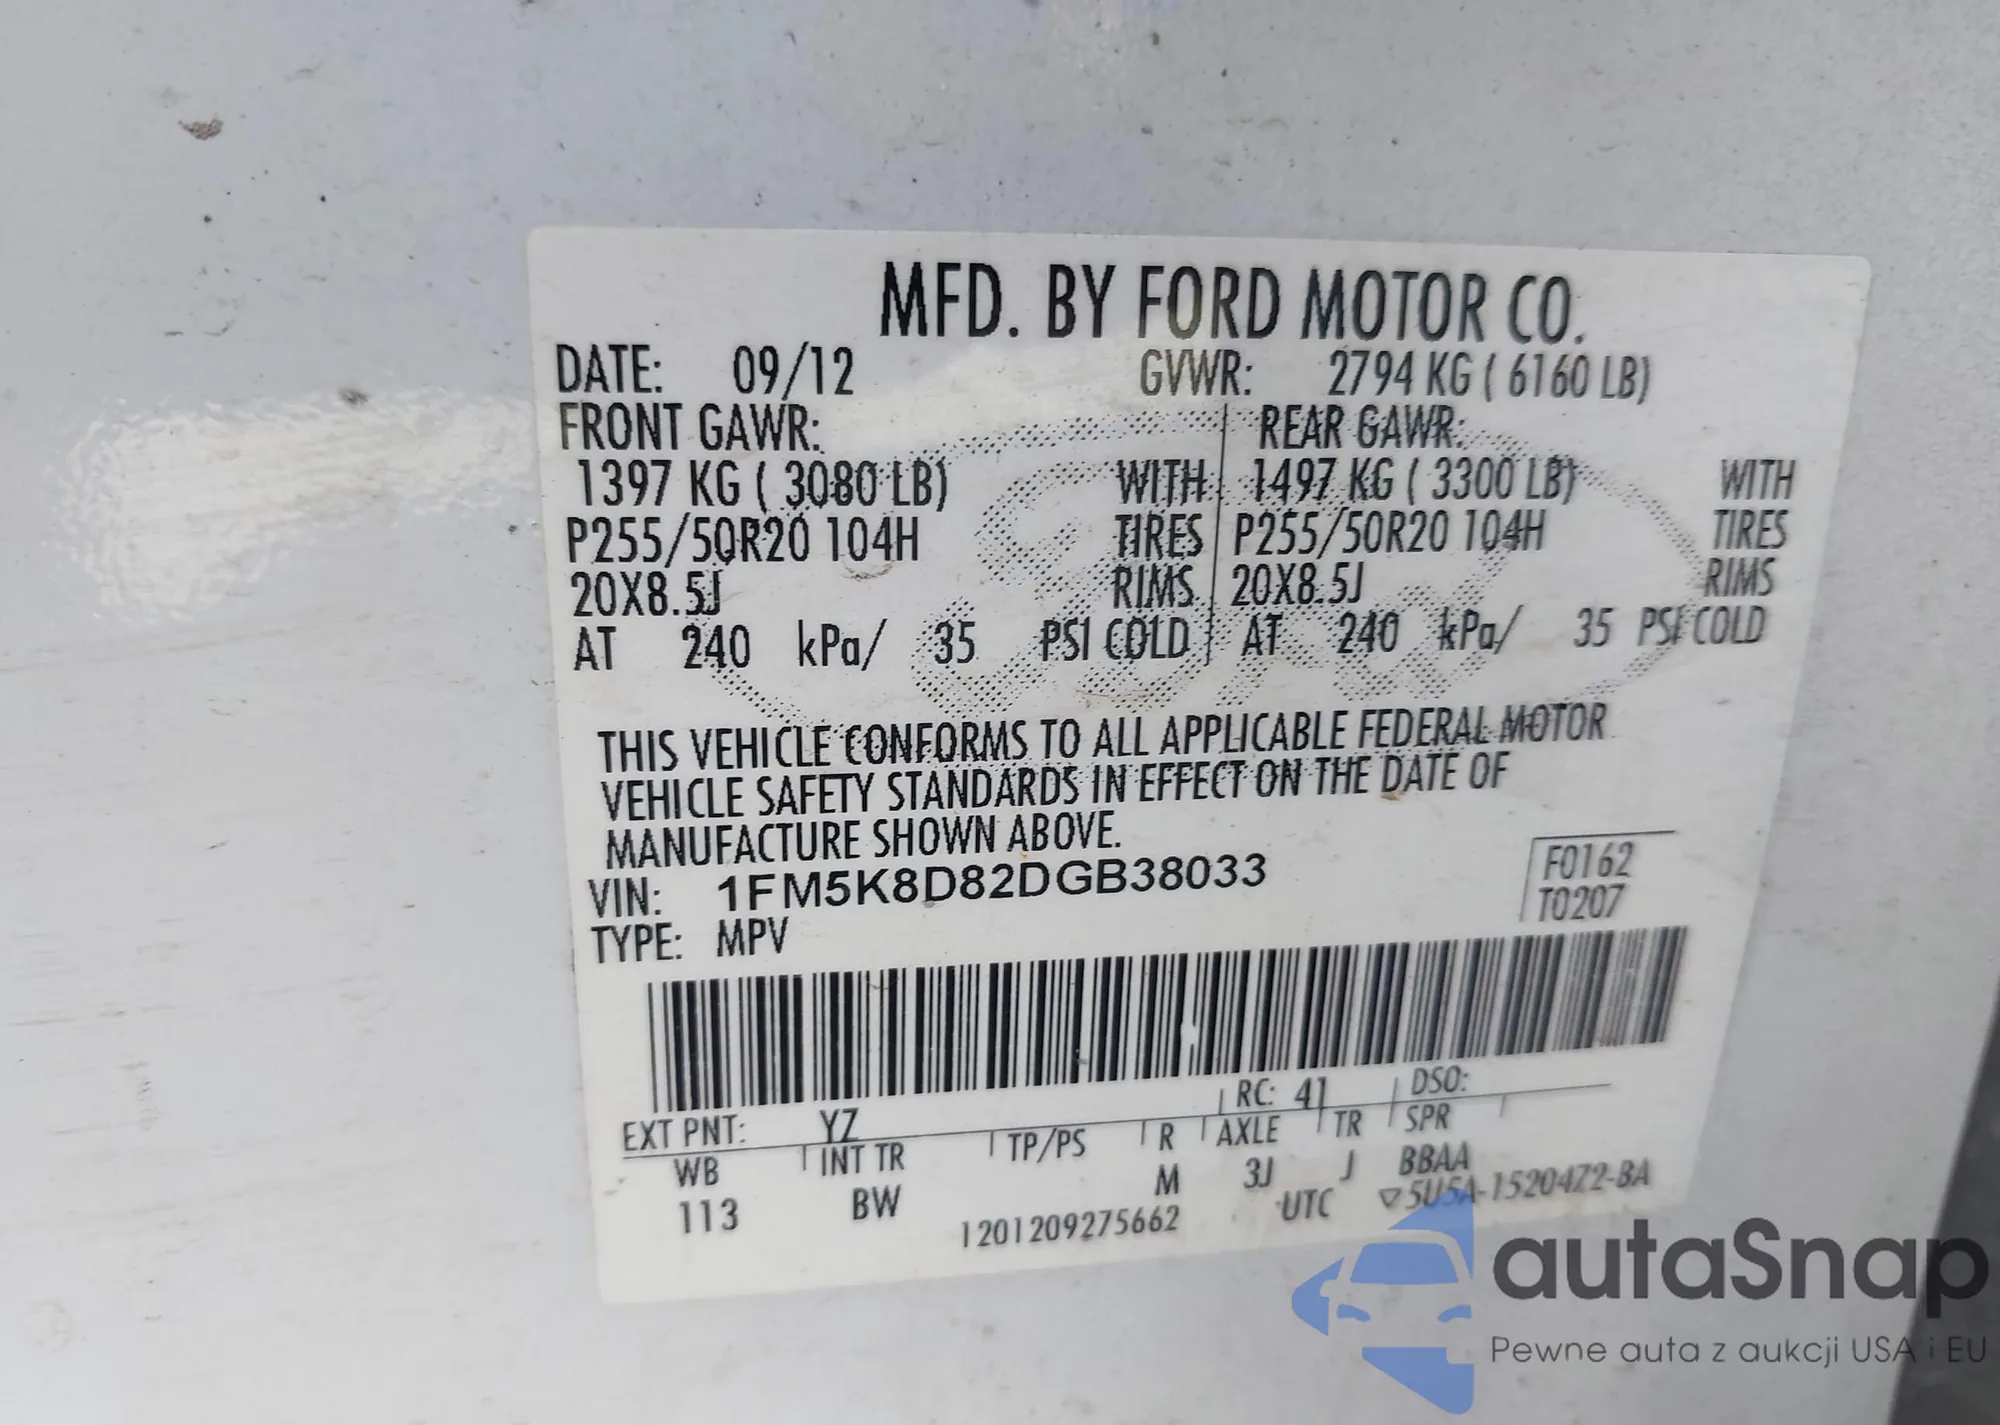 MFD. BY FORD MOTOR CO.
DATE: 09/12 GVWR: 2794 KG ( 6160 LB)
FRONT GAWR: REAR GAWR:
1397 KG ( 3080 LB) WITH 1497 KG ( 3300 LB) WITH
P255/50R20 104H TIRES P255/50R20 104H TIRES
20X8.5J RIMS 20X8.5J RIMS
AT 240 kPa/ 35 PSI COLD AT 240 kPa/ 35 PSI COLD
THIS VEHICLE CONFORMS TO ALL APPLICABLE FEDERAL MOTOR
VEHICLE SAFETY STANDARDS IN EFFECT ON THE DATE OF
MANUFACTURE SHOWN ABOVE.
VIN: 1FM5K8D82DGB38033
TYPE: MPV
F0162
T0207
EXT PNT: YZ RC: 41 DSO:
WB INT TR TP/PS R AXLE TR SPR
113 BW M 3J J BBAA
1201209275662 UTC ▽5U5A-15204Z2-BA
autaSnap
Pewne auta z aukcji USA i EU